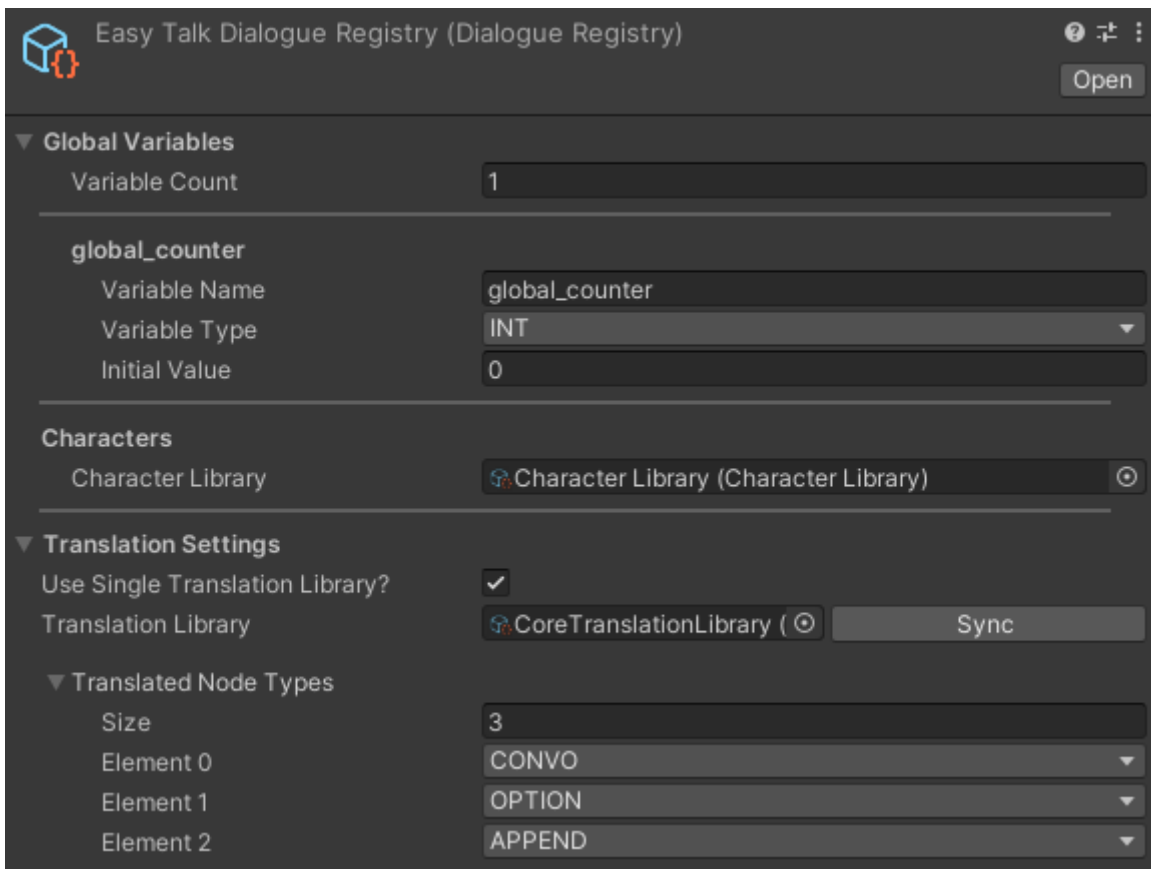 Easy Talk Dialogue Registry (Dialogue Registry)
Open
Global Variables
Variable Count 1
global_counter
Variable Name global_counter
Variable Type INT
Initial Value 0
Characters
Character Library Character Library (Character Library)
Translation Settings
Use Single Translation Library?
Translation Library CoreTranslationLibrary ( Sync
Translated Node Types
Size 3
Element 0 CONVO
Element 1 OPTION
Element 2 APPEND